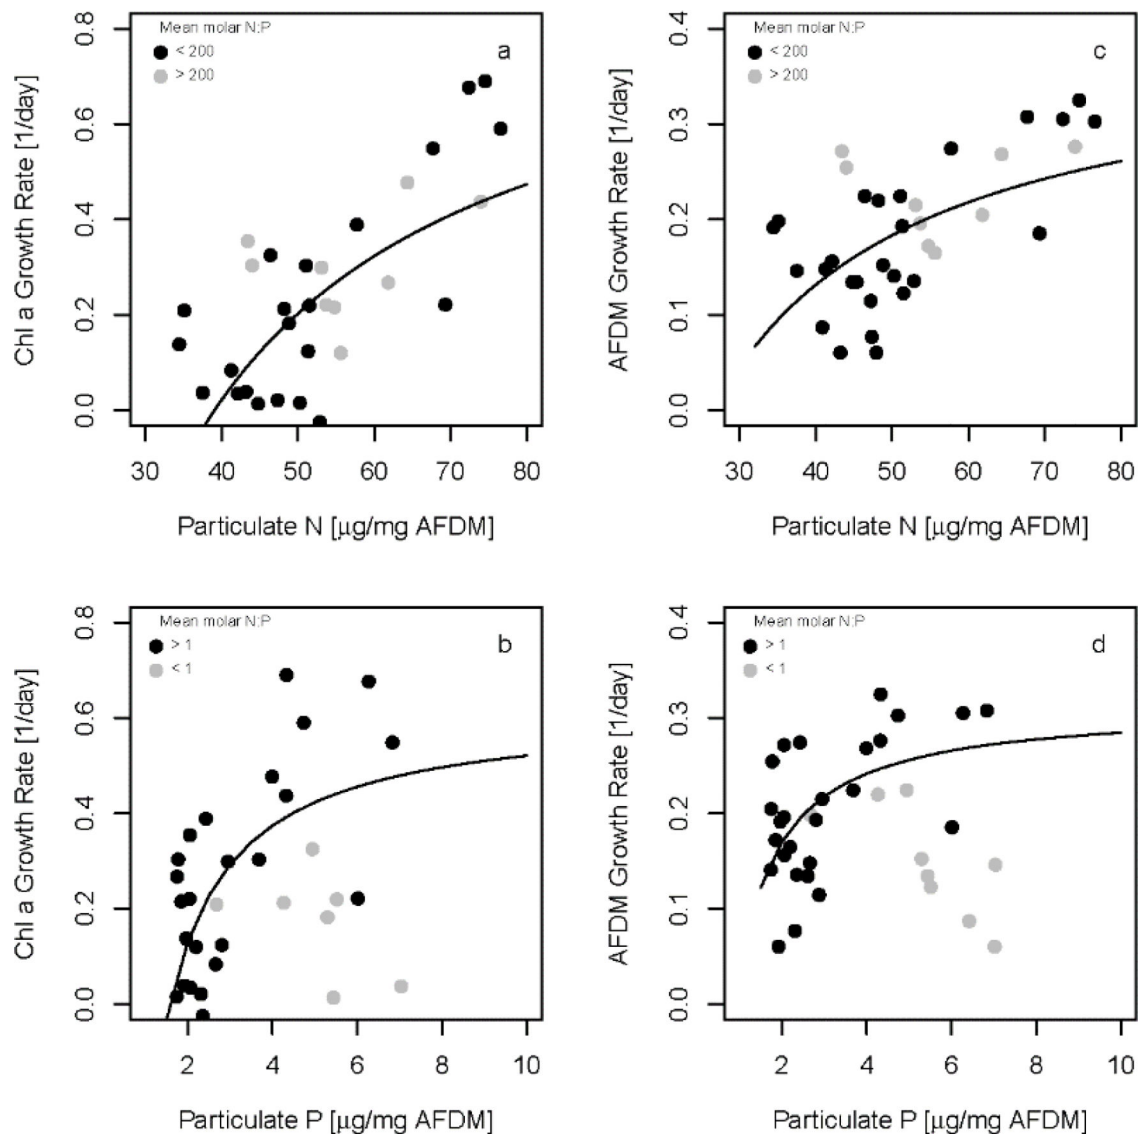 Mean molar N:P
< 200
> 200
a
0.8
0.6
0.4
0.2
0.0
Chl a Growth Rate [1/day]
30 40 50 60 70 80
Particulate N [µg/mg AFDM]
Mean molar N:P
< 200
> 200
c
0.4
0.3
0.2
0.1
0.0
AFDM Growth Rate [1/day]
30 40 50 60 70 80
Particulate N [µg/mg AFDM]
Mean molar N:P
> 1
< 1
b
0.8
0.6
0.4
0.2
0.0
Chl a Growth Rate [1/day]
2 4 6 8 10
Particulate P [µg/mg AFDM]
Mean molar N:P
> 1
< 1
d
0.4
0.3
0.2
0.1
0.0
AFDM Growth Rate [1/day]
2 4 6 8 10
Particulate P [µg/mg AFDM]